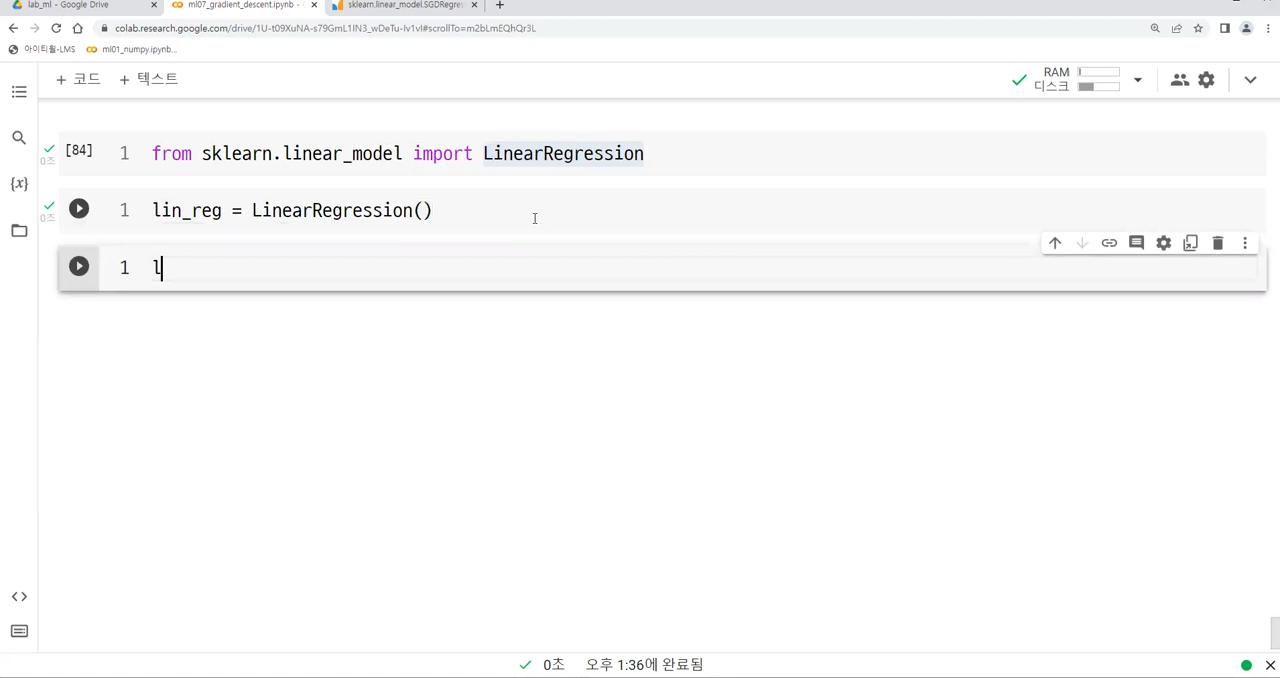 lab_ml - Google Drive
ml07_gradient_descent.ipynb -
sklearn.linear_model.SGDRegres
colab.research.google.com/drive/1U-t09XuNA-s79GmL1IN3_wDeTu-Iv1vI#scrollTo=m2bLmEQhQr3L
아이티윌-LMS
ml01_numpy.ipynb...
+ 코드 + 텍스트
RAM
디스크
[84] 1 from sklearn.linear_model import LinearRegression
0초
1 lin_reg = LinearRegression()
0초
1 l
{x}
0초 오후 1:36에 완료됨